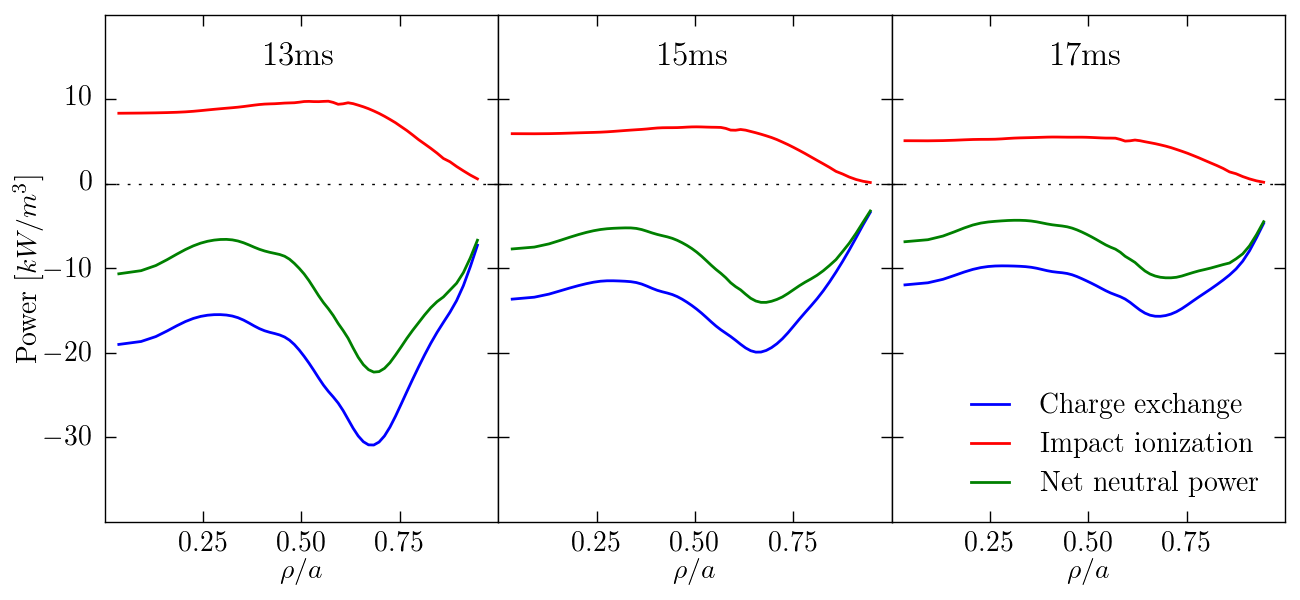 13ms
15ms
17ms
Power [kW/m³]
10
0
−10
−20
−30
Charge exchange
Impact ionization
Net neutral power
0.25 0.50 0.75
0.25 0.50 0.75
0.25 0.50 0.75
ρ/a
ρ/a
ρ/a